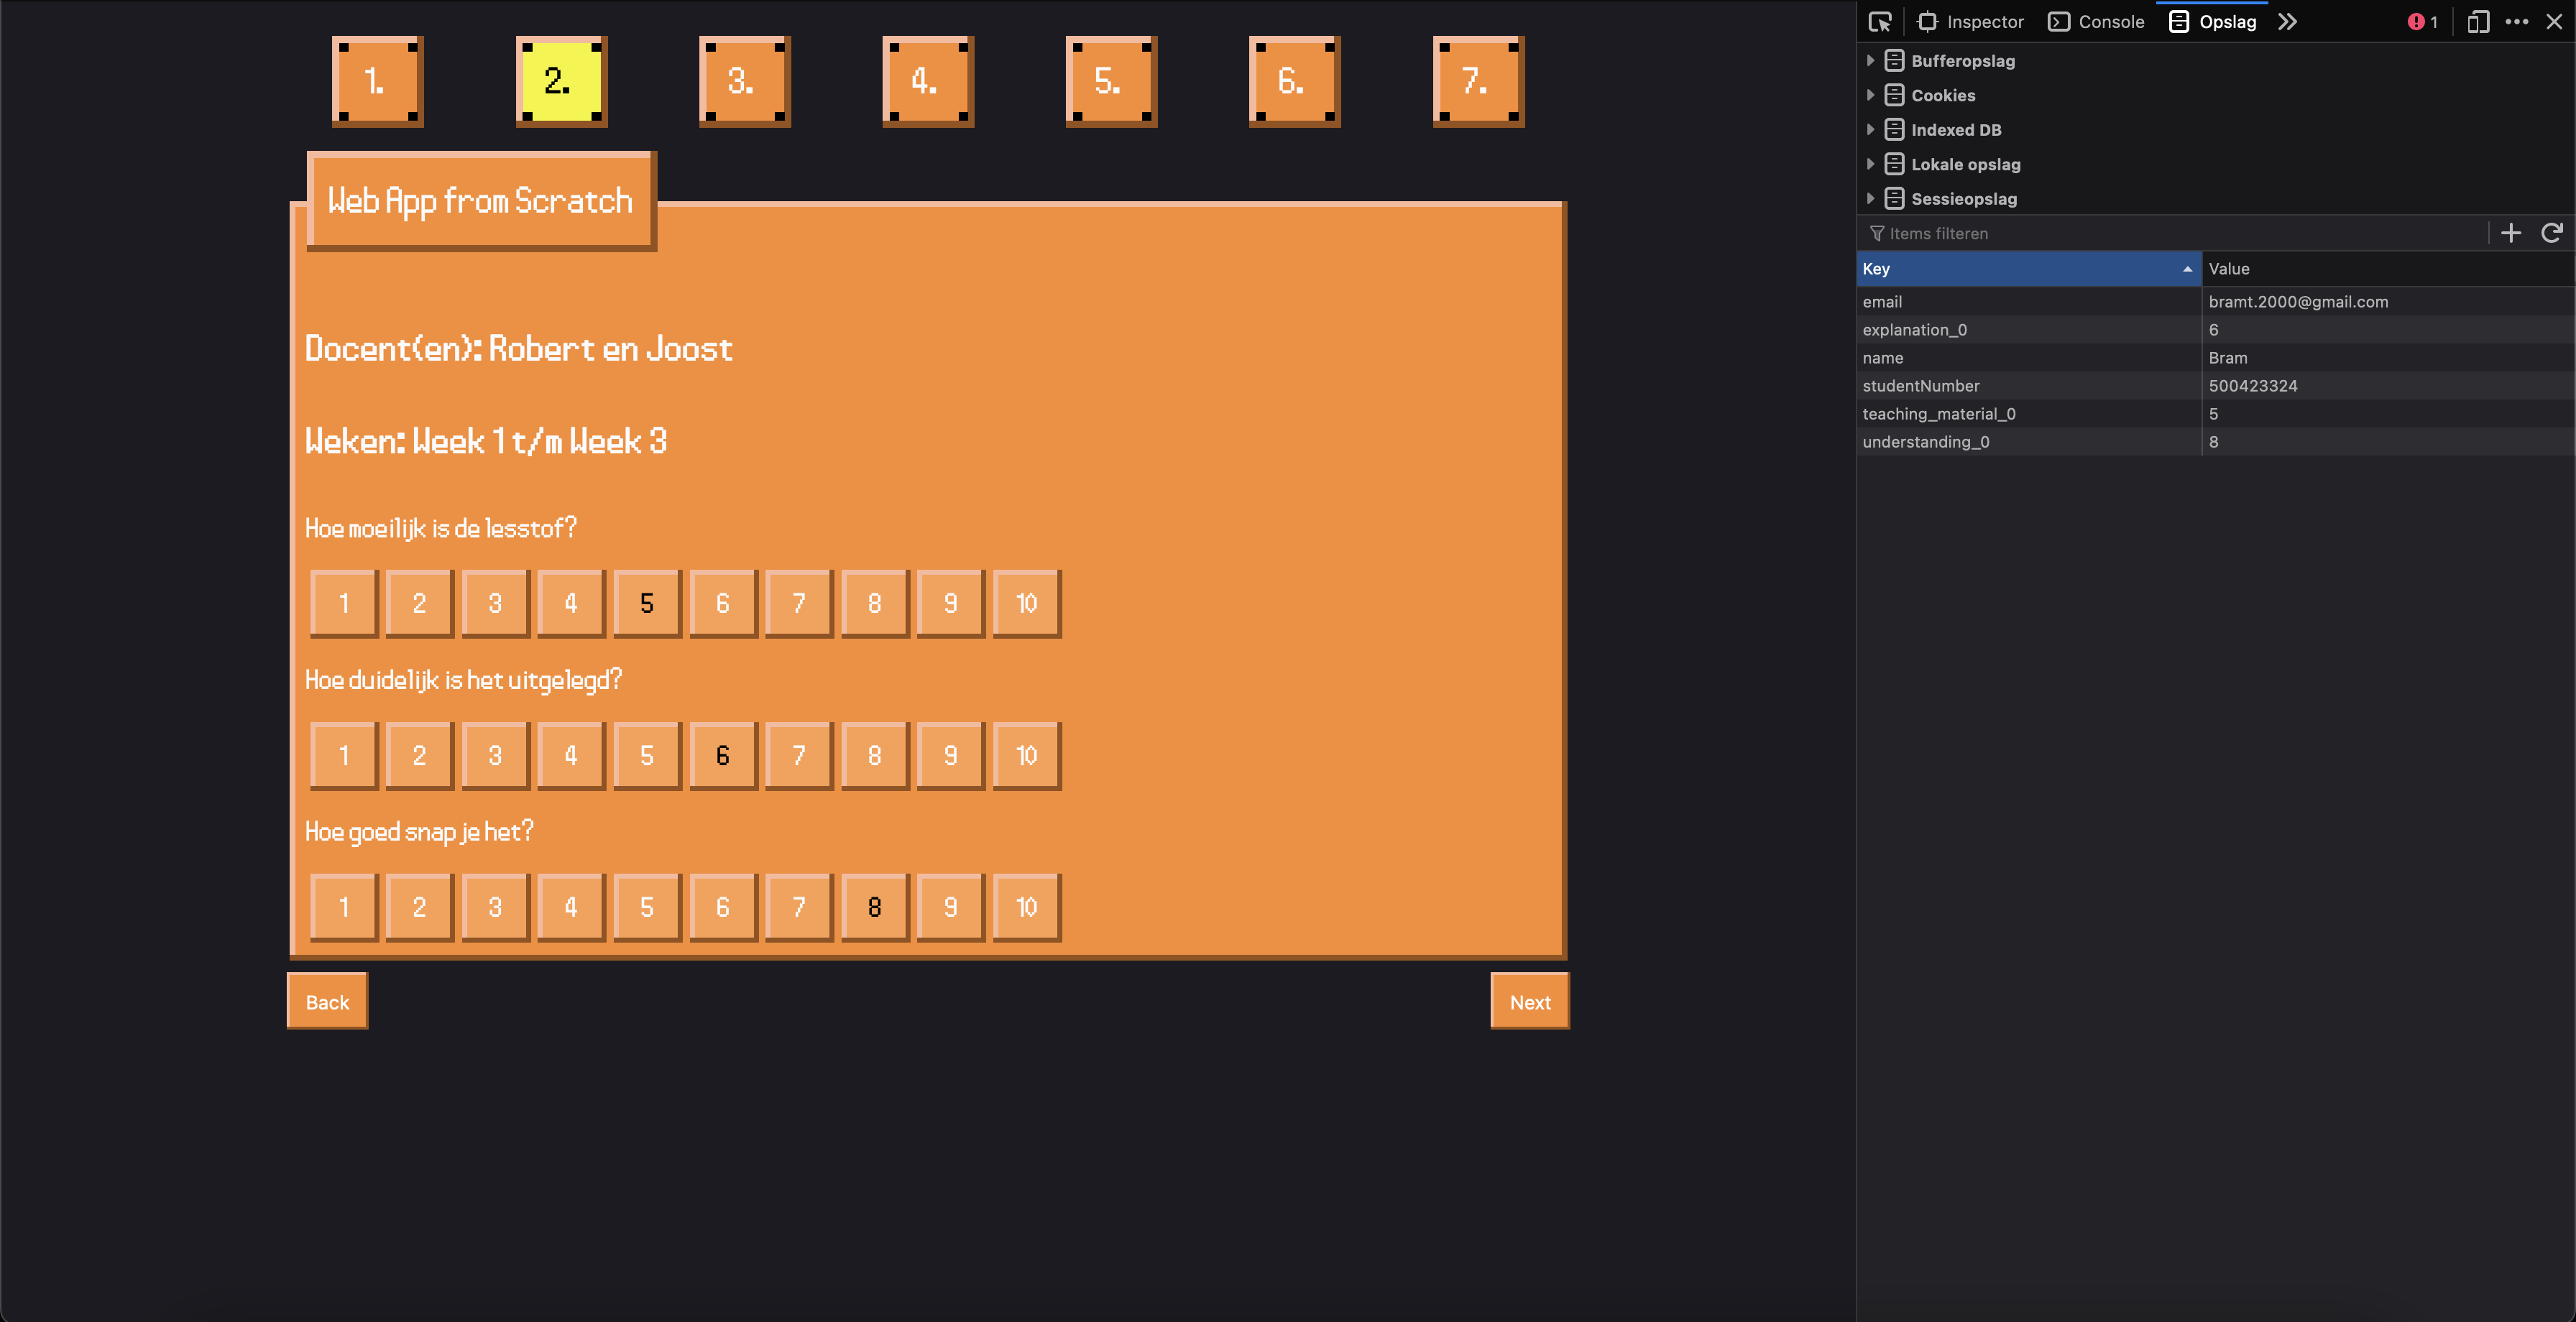 1.
2.
3.
4.
5.
6.
7.
Web App from Scratch
Docent(en): Robert en Joost
Weken: Week 1 t/m Week 3
Hoe moeilijk is de lesstof?
1 2 3 4 5 6 7 8 9 10
Hoe duidelijk is het uitgelegd?
1 2 3 4 5 6 7 8 9 10
Hoe goed snap je het?
1 2 3 4 5 6 7 8 9 10
Back
Next
Inspector Console Opslag 1
Bufferopslag
Cookies
Indexed DB
Lokale opslag
Sessieopslag
Items filteren
Key Value
email bramt.2000@gmail.com
explanation_0 6
name Bram
studentNumber 500423324
teaching_material_0 5
understanding_0 8